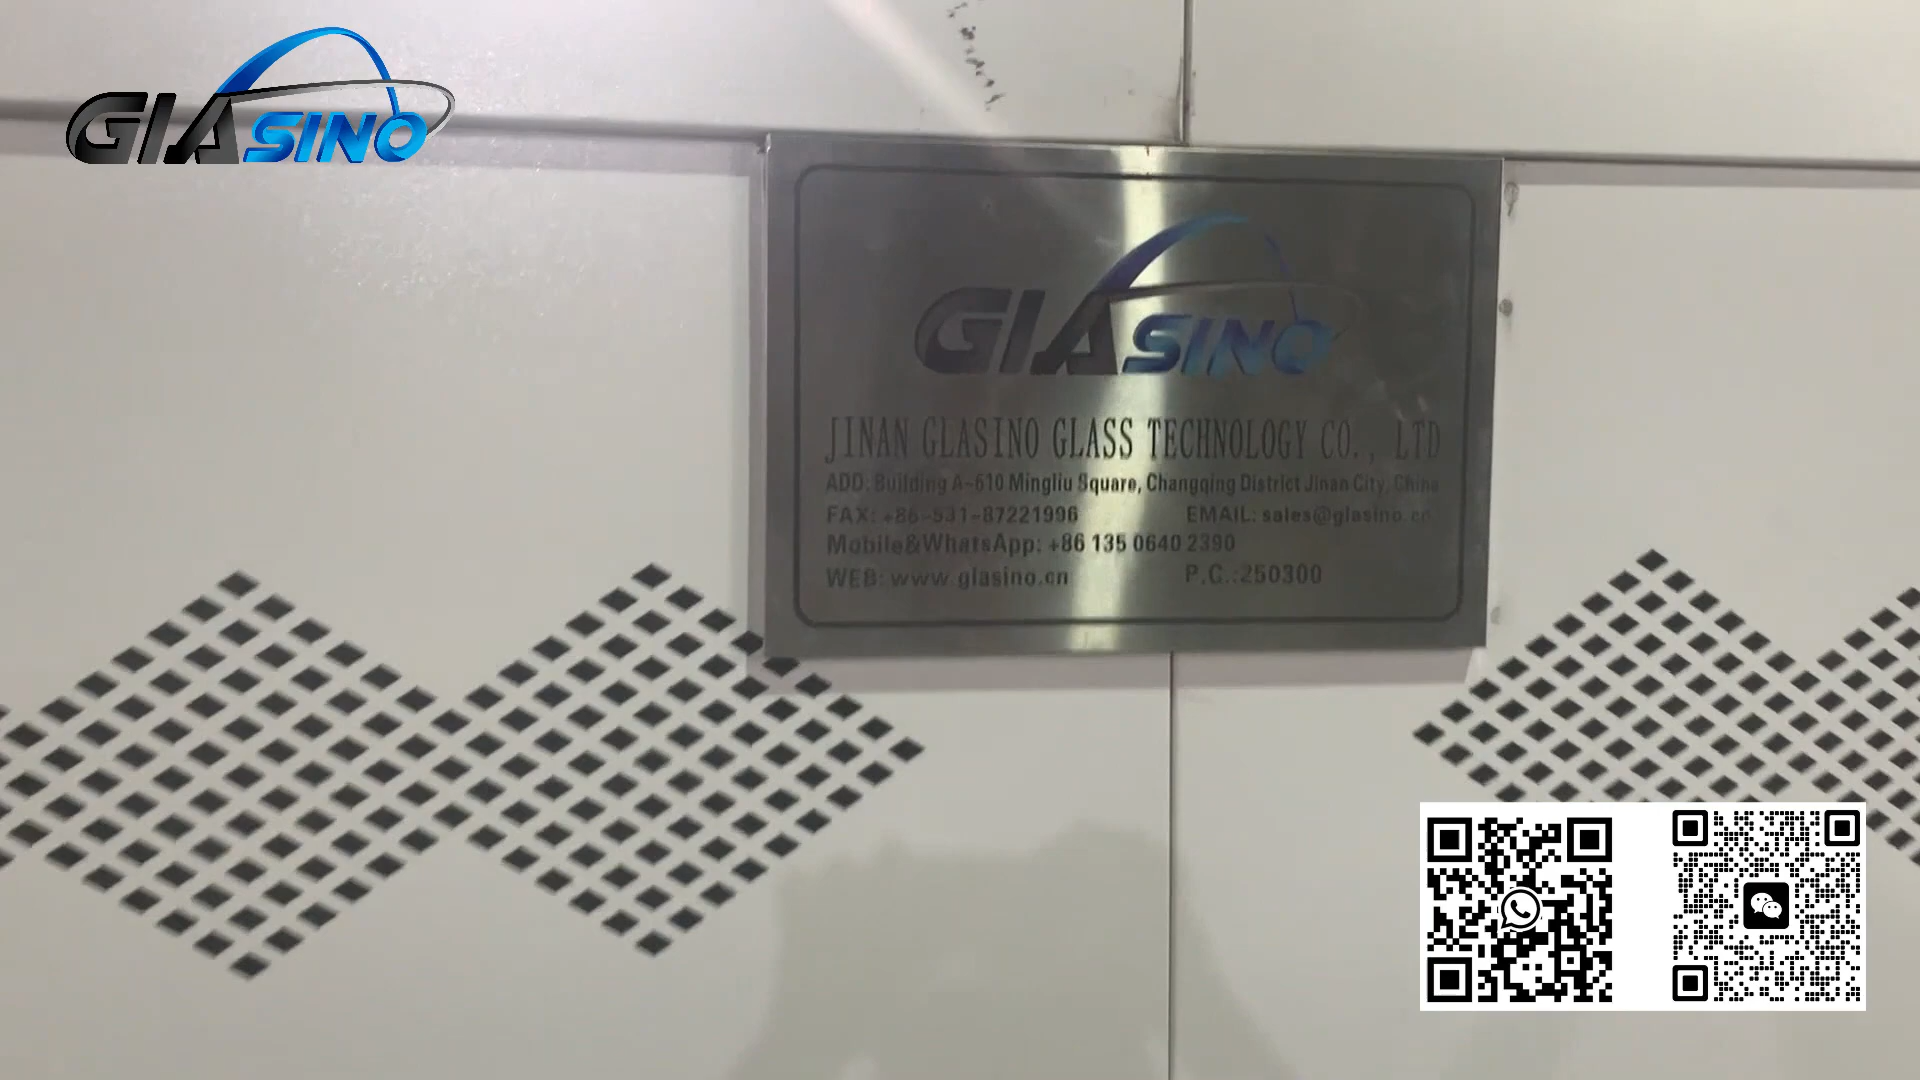 GlAsino
GlAsino
JINAN GLASINO GLASS TECHNOLOGY CO., LTD
ADD: Building A-610 Mingliu Square, Changqing District Jinan City, China
FAX: +86-531-87221996 EMAIL: sales@glasino.cn
Mobile&WhatsApp: +86 135 0640 2390
WEB: www.glasino.cn P.C.:250300